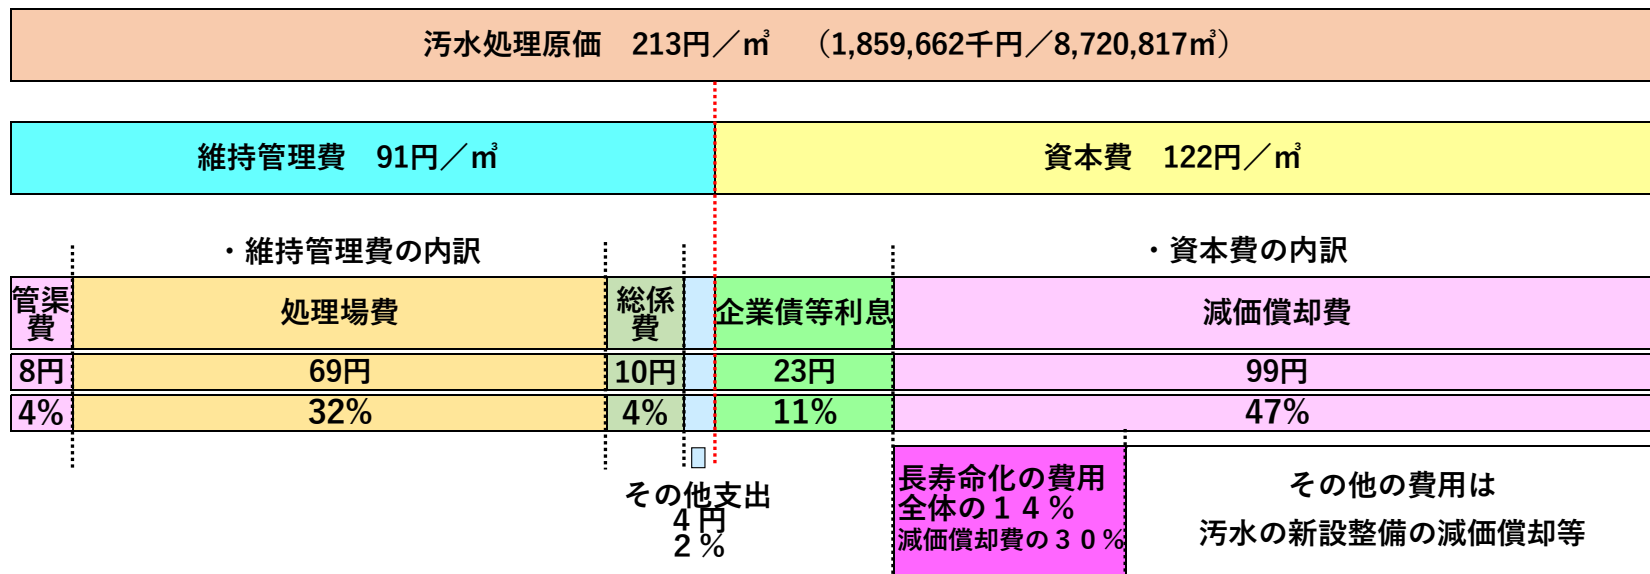 汚水処理原価　213円／㎥　（1,859,662千円／8,720,817㎥）
維持管理費　91円／㎥
資本費　122円／㎥
・維持管理費の内訳
・資本費の内訳
管渠
費
処理場費
総係
費
企業債等利息
減価償却費
8円
69円
10円
23円
99円
4%
32%
4%
11%
47%
その他支出
４円
２％
長寿命化の費用
全体の１４％
減価償却費の３０％
その他の費用は
汚水の新設整備の減価償却等